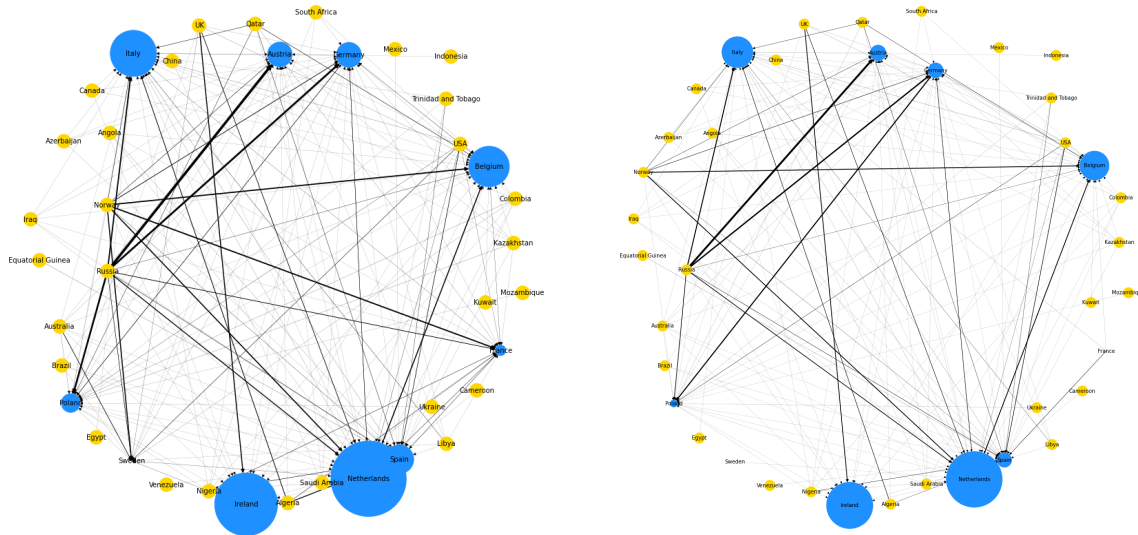 South Africa
UK
Qatar
Italy
Austria
Germany
Mexico
Indonesia
China
Canada
Trinidad and Tobago
Angola
Azerbaijan
USA
Belgium
Colombia
Norway
Iraq
Kazakhstan
Equatorial Guinea
Russia
Mozambique
Kuwait
Australia
France
Brazil
Cameroon
Poland
Ukraine
Egypt
Libya
Sweden
Spain
Venezuela
Nigeria
Saudi Arabia
Netherlands
Ireland
Algeria
South Africa
UK
Qatar
Italy
Austria
Mexico
Indonesia
China
Germany
Canada
Trinidad and Tobago
Angola
Azerbaijan
USA
Belgium
Norway
Colombia
Iraq
Kazakhstan
Equatorial Guinea
Russia
Mozambique
Kuwait
Australia
France
Brazil
Cameroon
Poland
Ukraine
Egypt
Libya
Sweden
Spain
Venezuela
Nigeria
Saudi Arabia
Netherlands
Ireland
Algeria